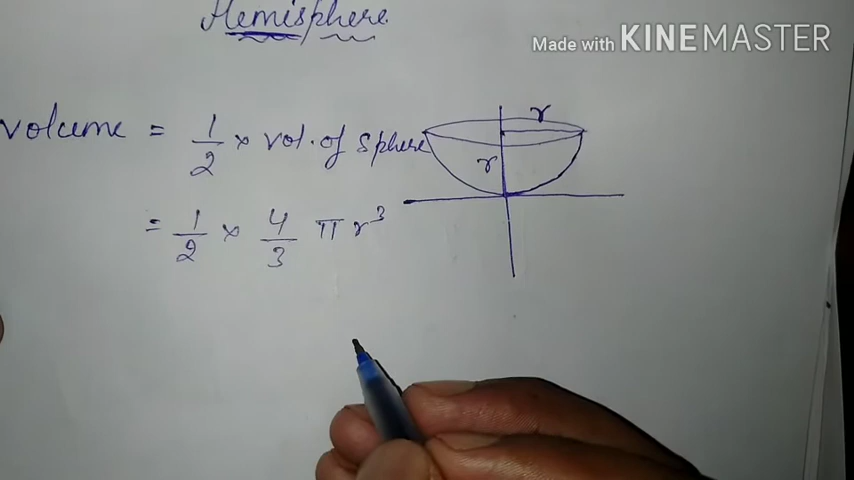 Hemisphere
Made with KINEMASTER
Volume = 1/2 × vol. of sphere
= 1/2 × 4/3 π r³
r
r